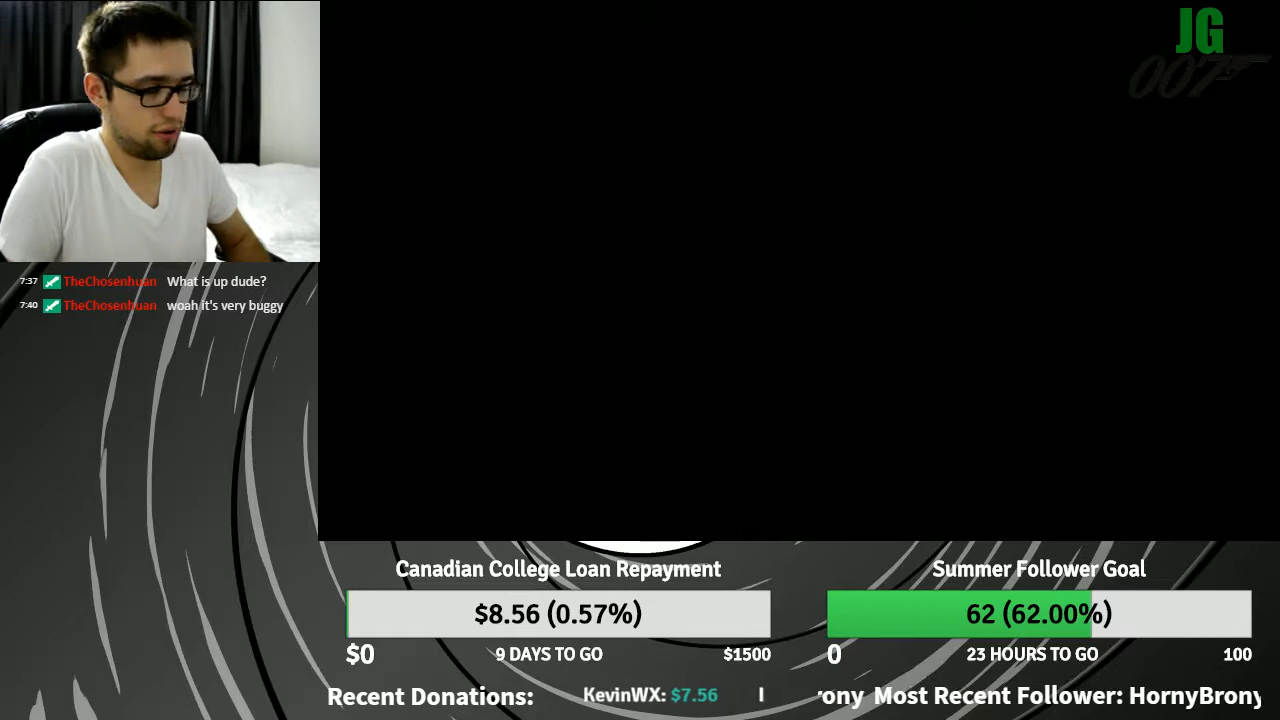 JG
007
7:37 TheChosenhuan What is up dude?
7:40 TheChosenhuan woah it's very buggy
Canadian College Loan Repayment
$8.56 (0.57%)
$0 9 DAYS TO GO $1500
Summer Follower Goal
62 (62.00%)
0 23 HOURS TO GO 100
Recent Donations: KevinWX: $7.56
rony Most Recent Follower: HornyBrony